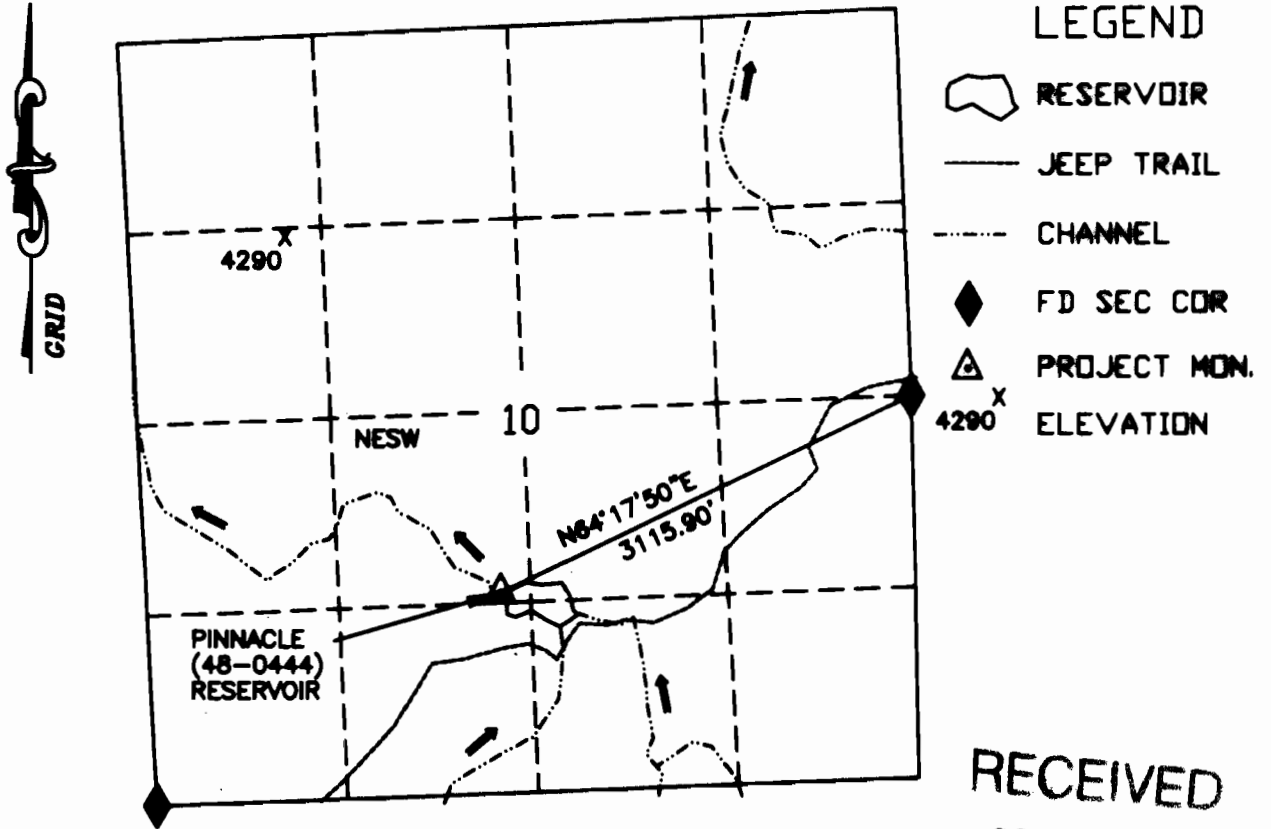 LEGEND
RESERVOIR
JEEP TRAIL
CHANNEL
FD SEC COR
PROJECT MON.
4290 X ELEVATION
GRID
X
4290
10
NESW
N64°17'50"E
3115.90'
PINNACLE
(48-0444)
RESERVOIR
RECEIVED